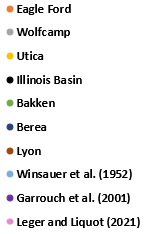 Eagle Ford
Wolfcamp
Utica
Illinois Basin
Bakken
Berea
Lyon
Winsauer et al. (1952)
Garrouch et al. (2001)
Leger and Liquot (2021)